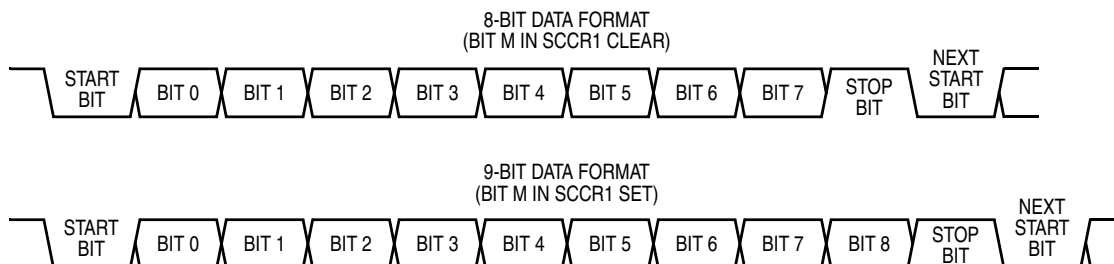 8-BIT DATA FORMAT
(BIT M IN SCCR1 CLEAR)
START BIT
BIT 0
BIT 1
BIT 2
BIT 3
BIT 4
BIT 5
BIT 6
BIT 7
STOP BIT
NEXT START BIT
9-BIT DATA FORMAT
(BIT M IN SCCR1 SET)
START BIT
BIT 0
BIT 1
BIT 2
BIT 3
BIT 4
BIT 5
BIT 6
BIT 7
BIT 8
STOP BIT
NEXT START BIT